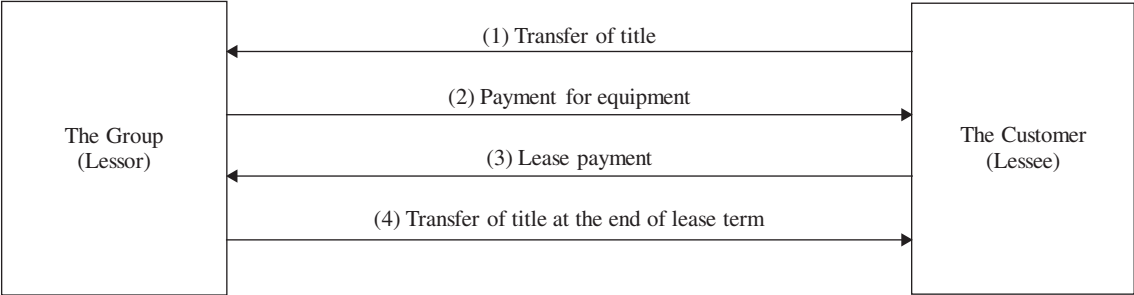 (1) Transfer of title
(2) Payment for equipment
The Group
(Lessor)
The Customer
(Lessee)
(3) Lease payment
(4) Transfer of title at the end of lease term